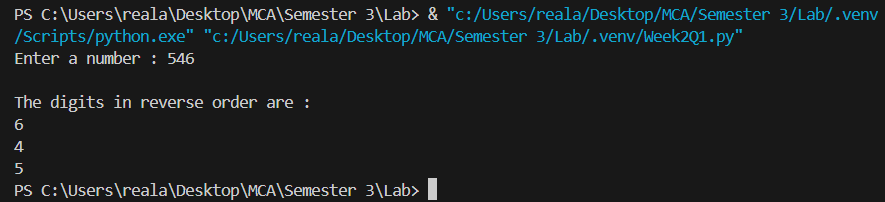 PS C:\Users\reala\Desktop\MCA\Semester 3\Lab> & "c:/Users/reala/Desktop/MCA/Semester 3/Lab/.venv
/Scripts/python.exe" "c:/Users/reala/Desktop/MCA/Semester 3/Lab/.venv/Week2Q1.py"
Enter a number : 546

The digits in reverse order are :
6
4
5
PS C:\Users\reala\Desktop\MCA\Semester 3\Lab>